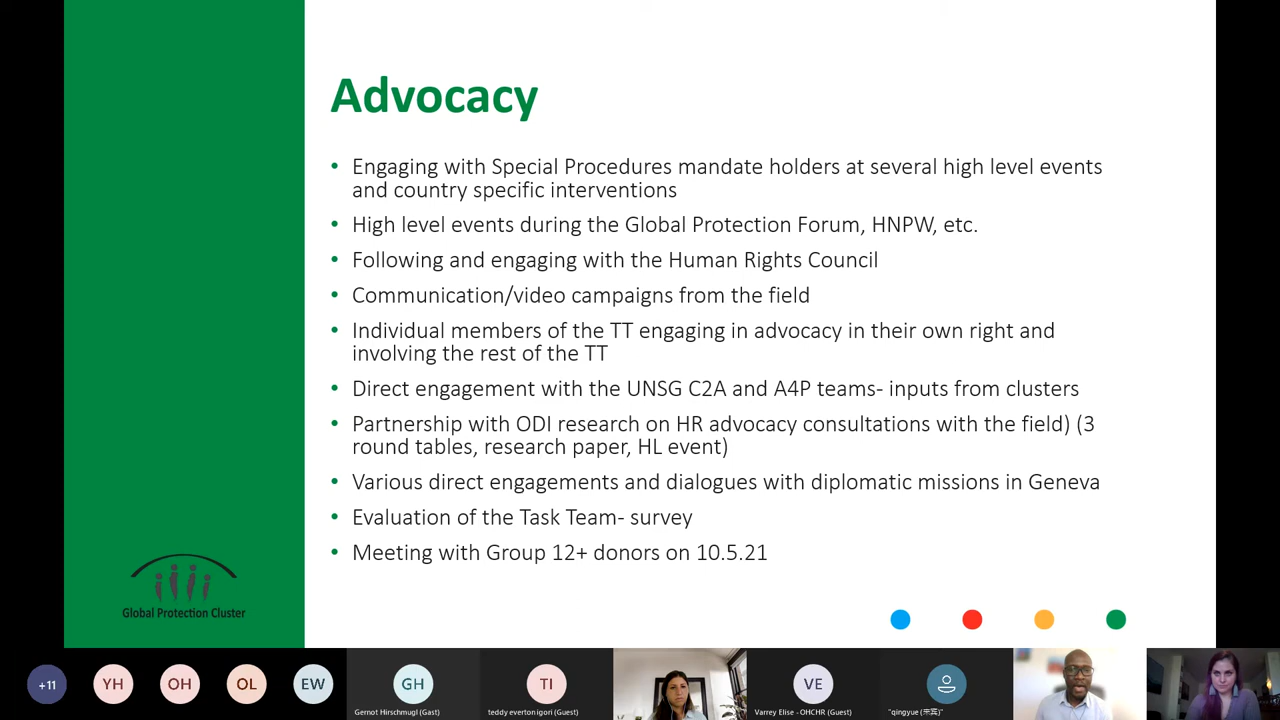 Advocacy
• Engaging with Special Procedures mandate holders at several high level events
and country specific interventions
• High level events during the Global Protection Forum, HNPW, etc.
• Following and engaging with the Human Rights Council
• Communication/video campaigns from the field
• Individual members of the TT engaging in advocacy in their own right and
involving the rest of the TT
• Direct engagement with the UNSG C2A and A4P teams- inputs from clusters
• Partnership with ODI research on HR advocacy consultations with the field) (3
round tables, research paper, HL event)
• Various direct engagements and dialogues with diplomatic missions in Geneva
• Evaluation of the Task Team- survey
• Meeting with Group 12+ donors on 10.5.21
Global Protection Cluster
+11 YH OH OL EW GH TI VE
Gernot Hirschmugl (Gast) teddy everton igori (Guest) Varrey Elise - OHCHR (Guest) "qingyue (来宾)"